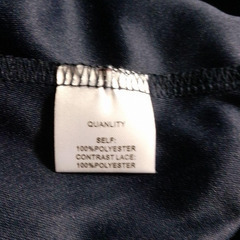 QUANLITY
SELF:
100%POLYESTER
CONTRAST LACE:
100%POLYESTER